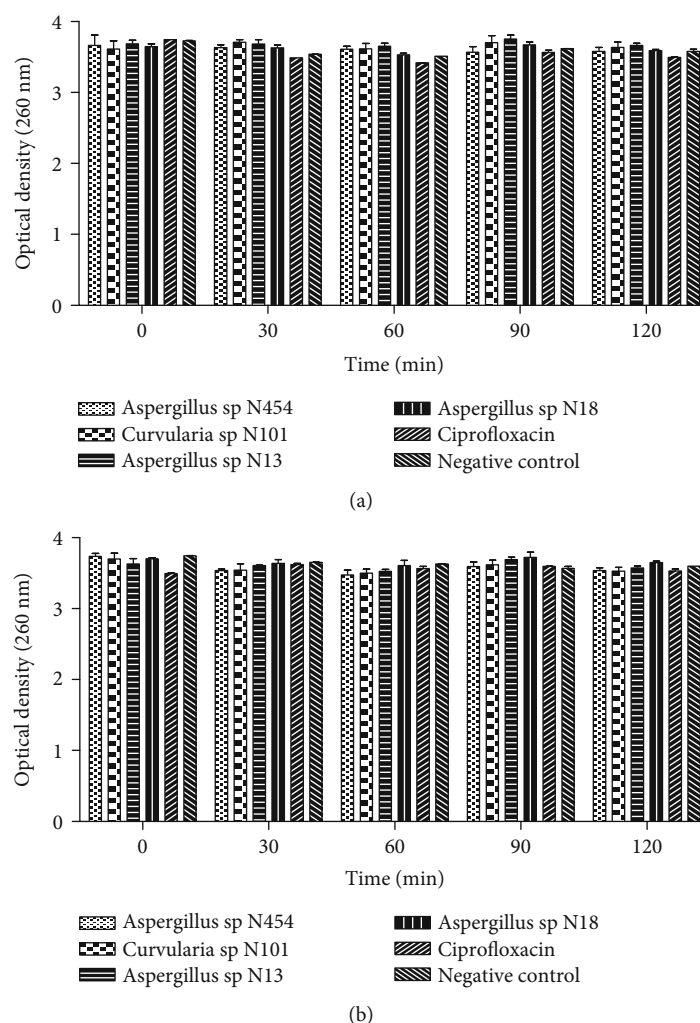 4
3
2
1
0
Optical density (260 nm)
0 30 60 90 120
Time (min)
Aspergillus sp N454 Aspergillus sp N18
Curvularia sp N101 Ciprofloxacin
Aspergillus sp N13 Negative control
(a)
4
3
2
1
0
Optical density (260 nm)
0 30 60 90 120
Time (min)
Aspergillus sp N454 Aspergillus sp N18
Curvularia sp N101 Ciprofloxacin
Aspergillus sp N13 Negative control
(b)